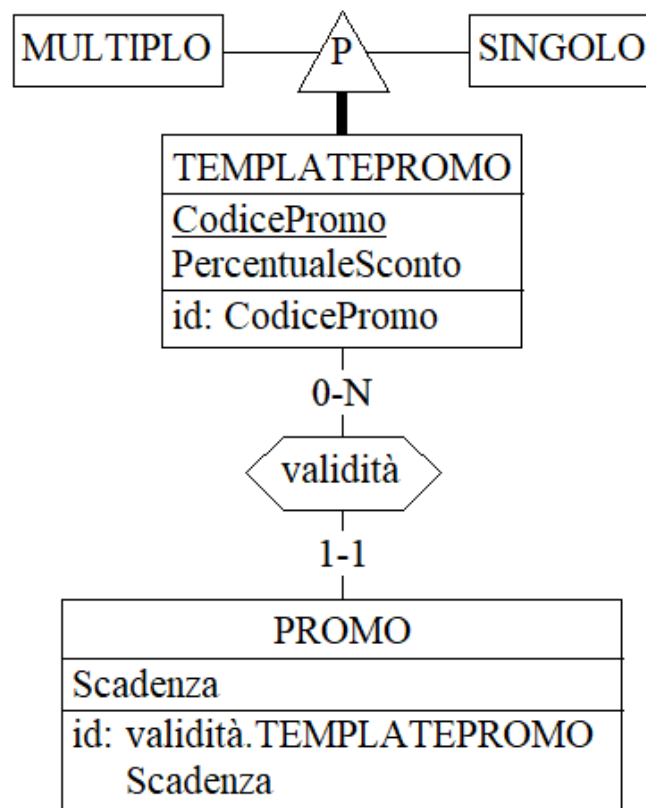 MULTIPLO
P
SINGOLO
TEMPLATEPROMO
CodicePromo
PercentualeSconto
id: CodicePromo
0-N
validità
1-1
PROMO
Scadenza
id: validità.TEMPLATEPROMO
Scadenza